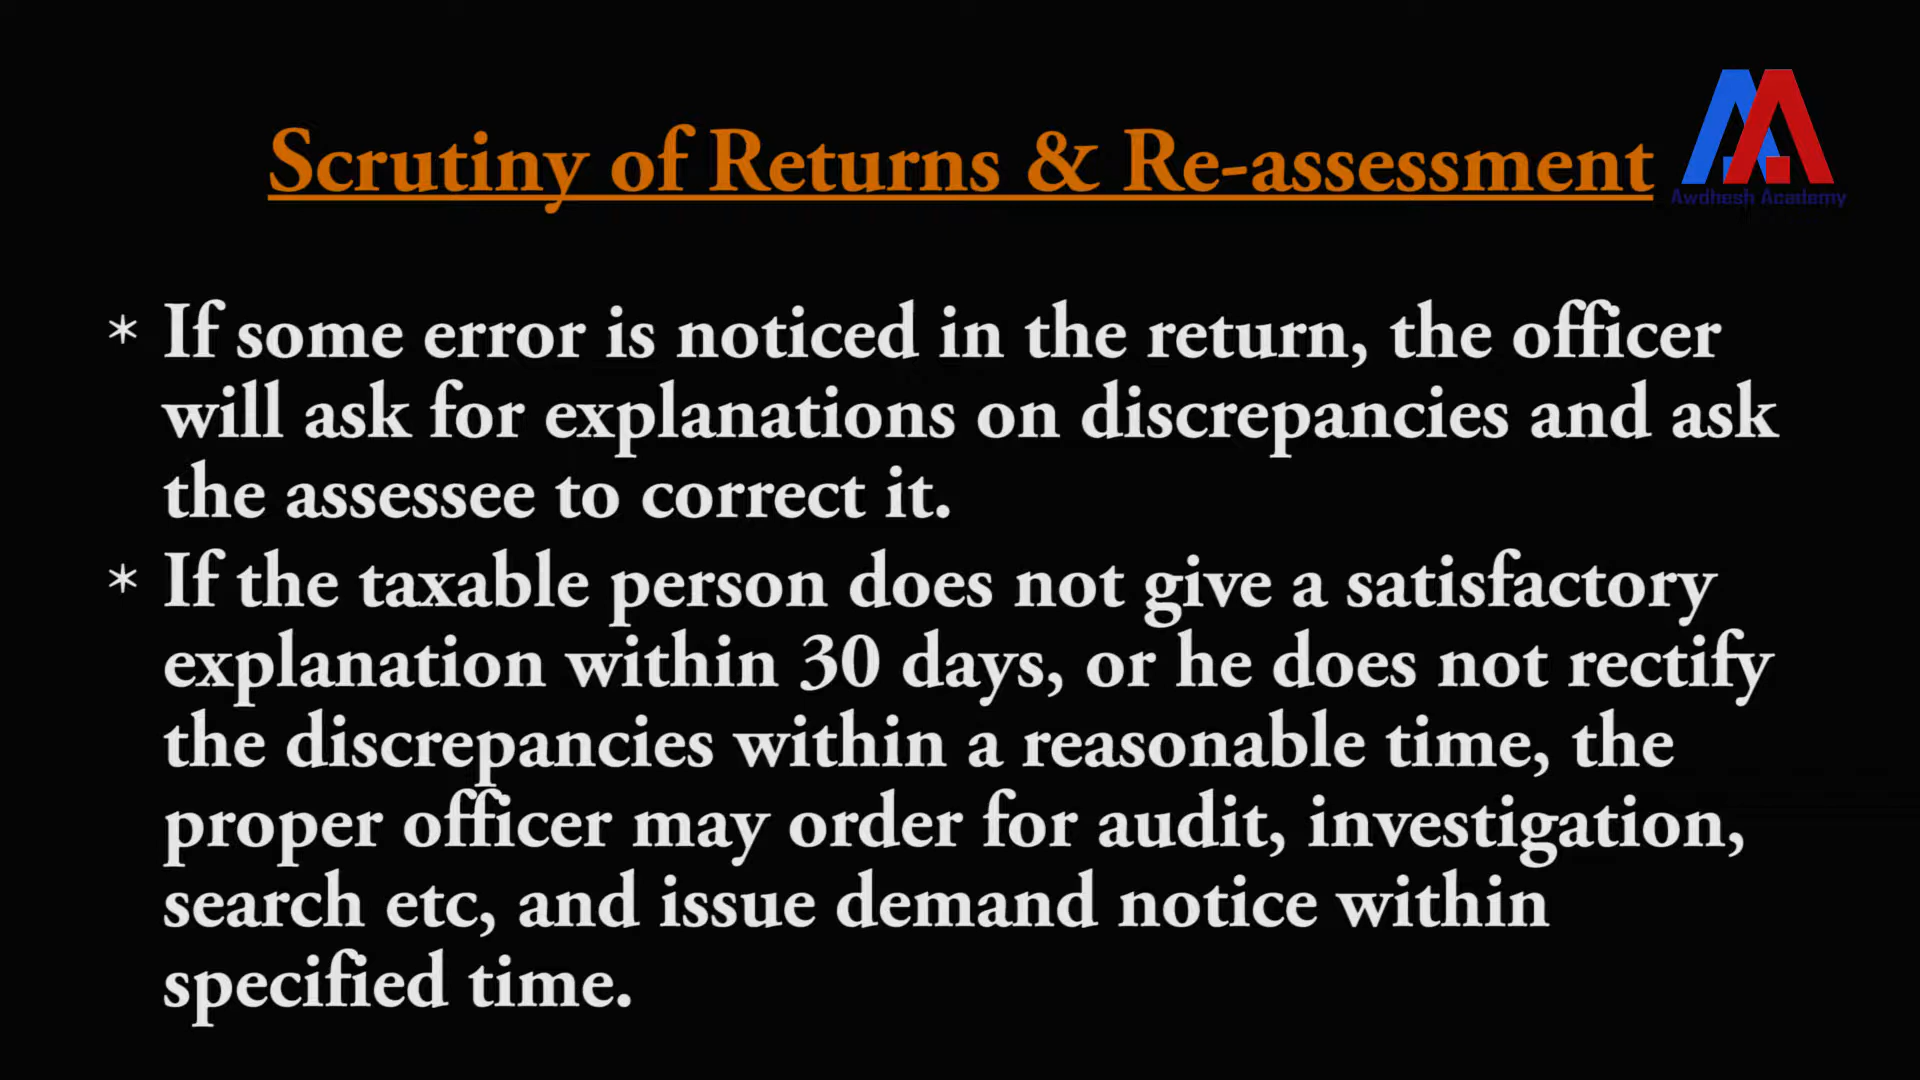 Scrutiny of Returns & Re-assessment
Awdhesh Academy
* If some error is noticed in the return, the officer
will ask for explanations on discrepancies and ask
the assessee to correct it.
* If the taxable person does not give a satisfactory
explanation within 30 days, or he does not rectify
the discrepancies within a reasonable time, the
proper officer may order for audit, investigation,
search etc, and issue demand notice within
specified time.